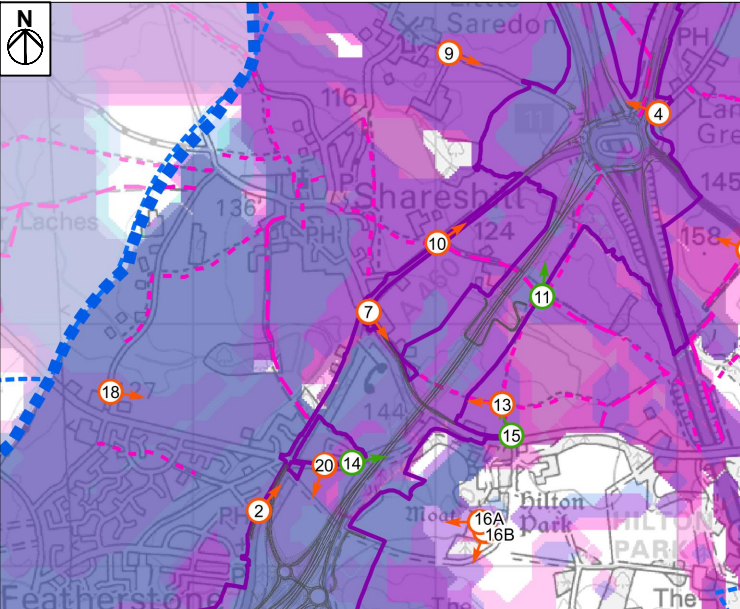 N
Little
Saredon
PH
9
116
4
Lan
Gre
11
Shareshill
145
136
r Laches
PH
10
124
158
A460
11
7
18
27
13
144
15
20
14
2
PH
Moat
16A
16B
Hilton
Park
HILTON
PARK
Featherstone
The
The